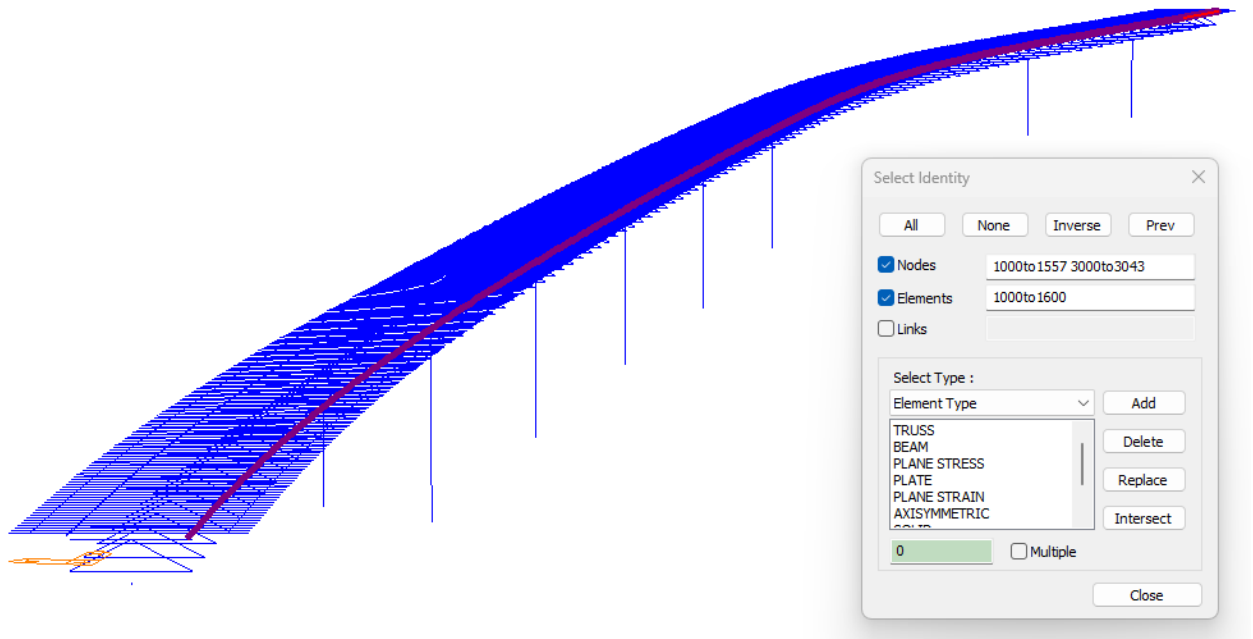 Select Identity
All None Inverse Prev
Nodes 1000to1557 3000to3043
Elements 1000to1600
Links
Select Type :
Element Type Add
TRUSS
BEAM
PLANE STRESS
PLATE
PLANE STRAIN
AXISYMMETRIC
Delete
Replace
Intersect
0 Multiple
Close